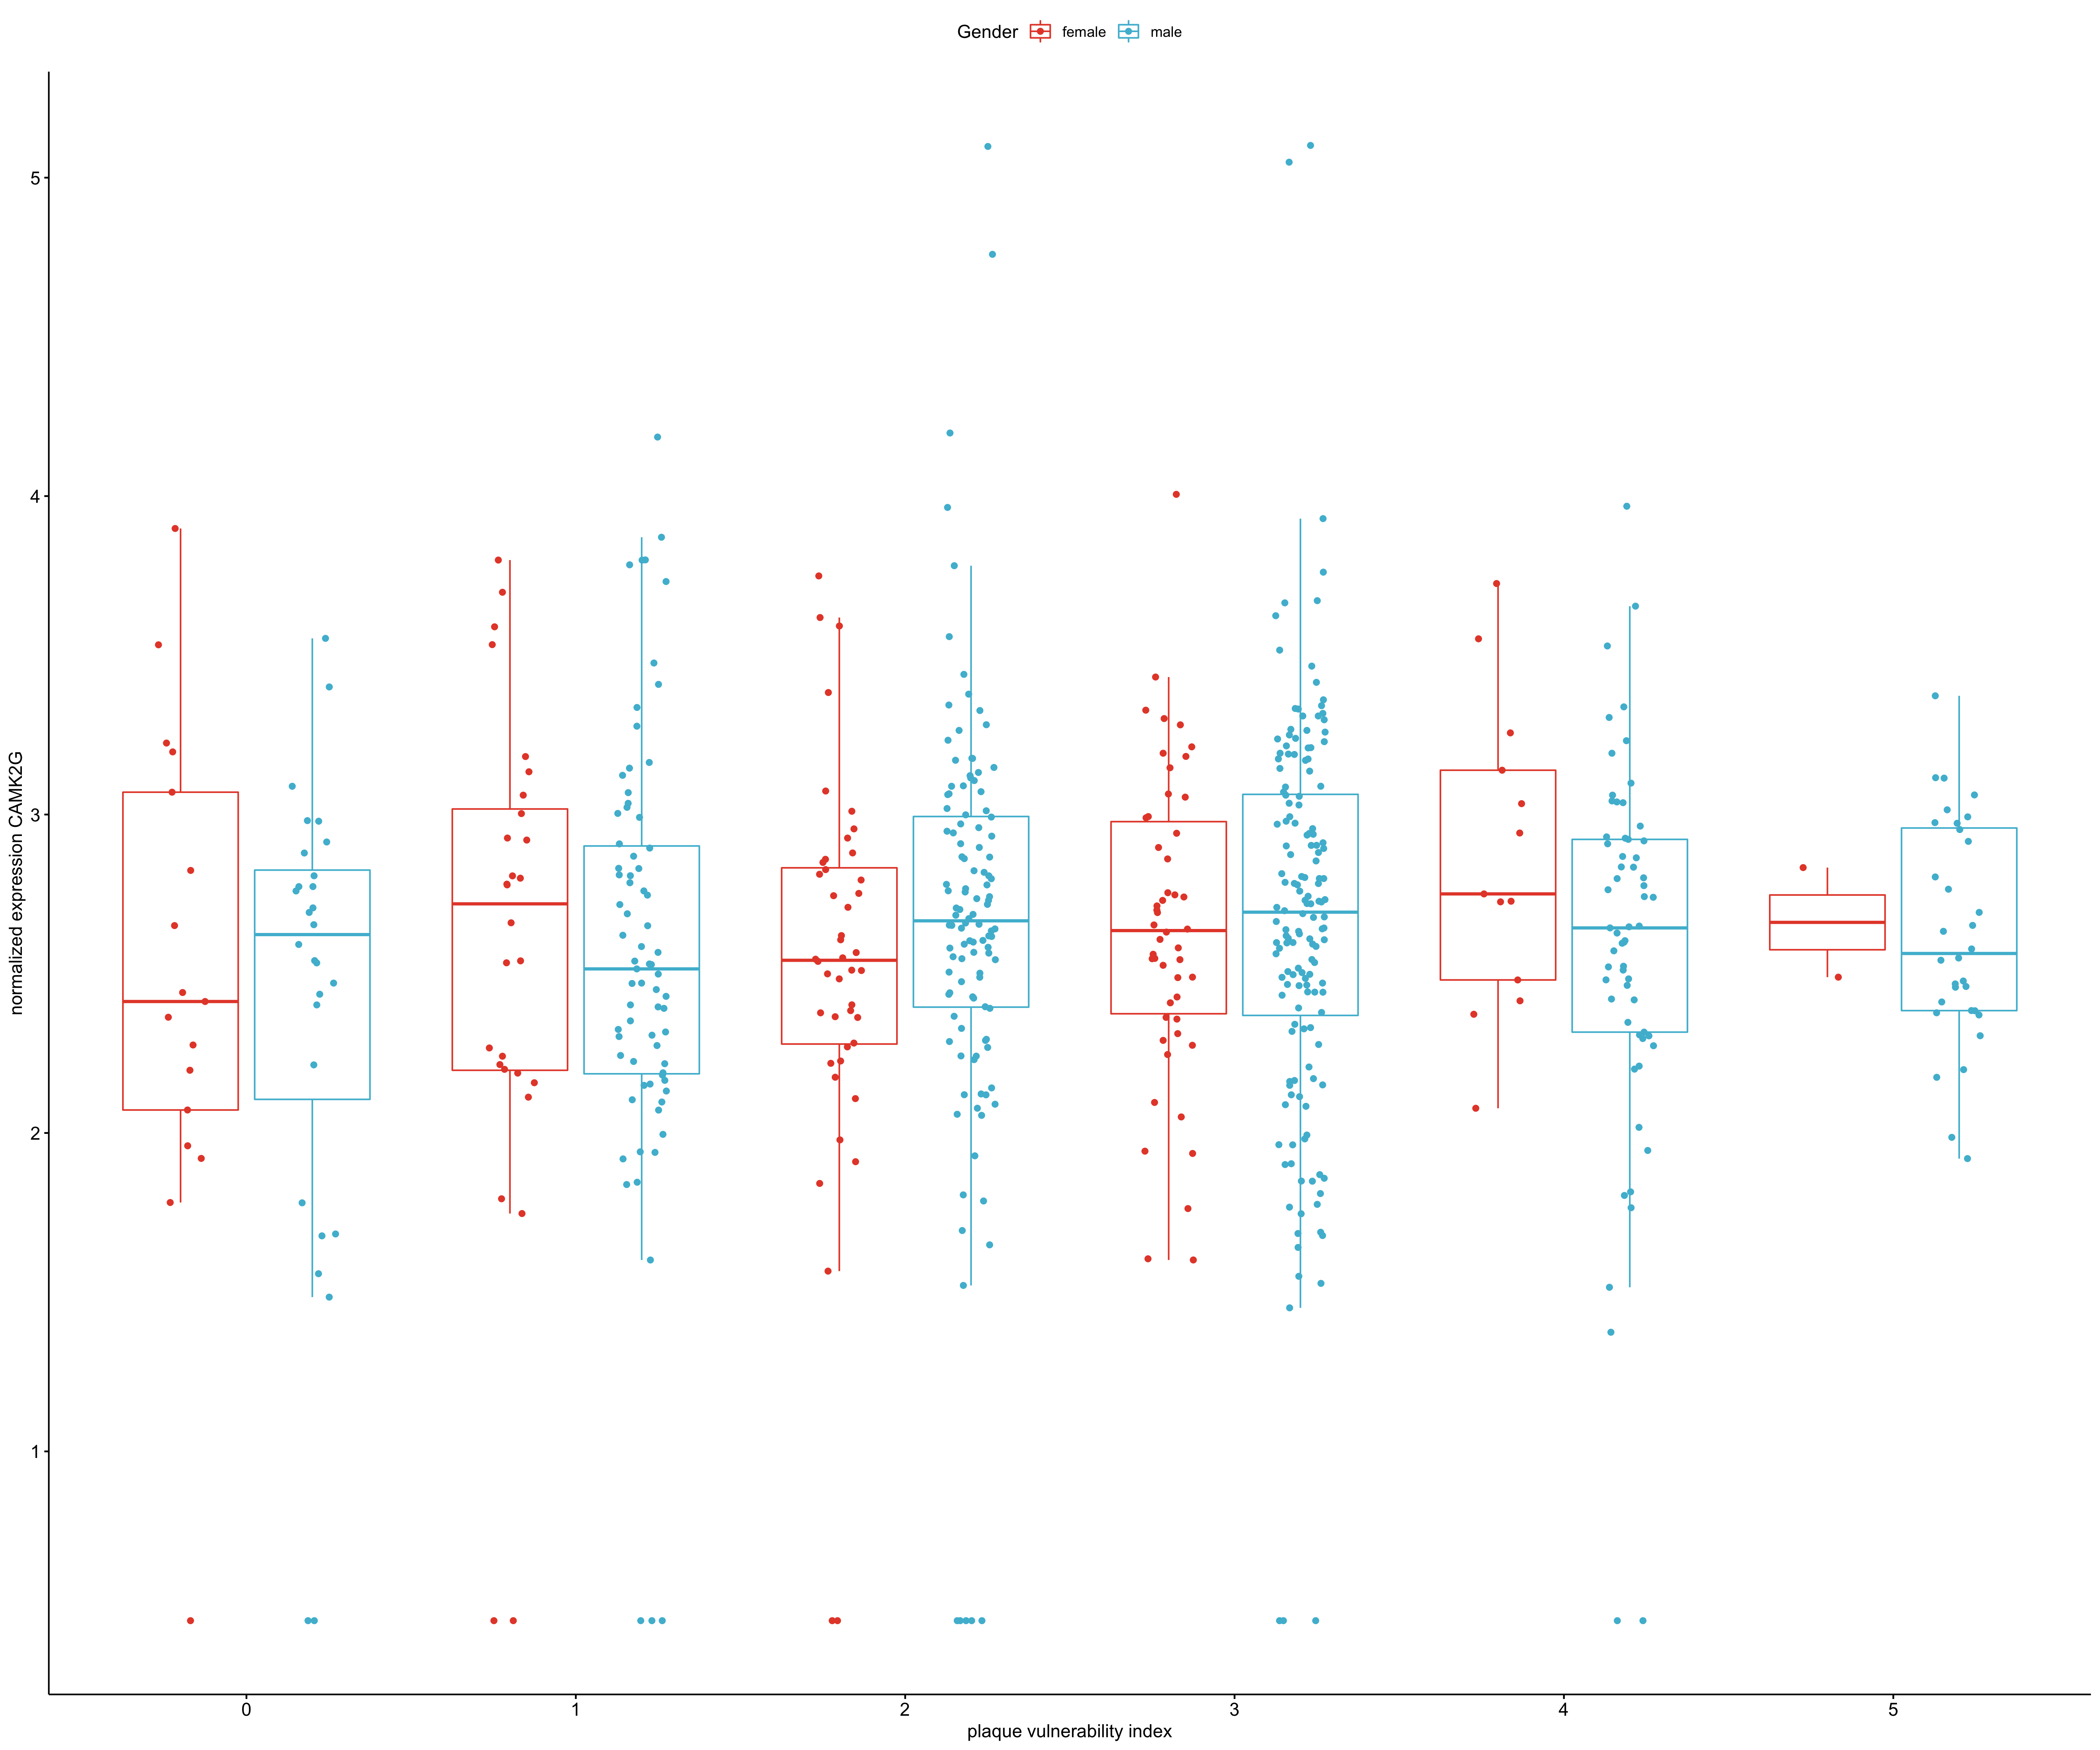 Gender female male
normalized expression CAMK2G
5
4
3
2
1
0 1 2 3 4 5
plaque vulnerability index